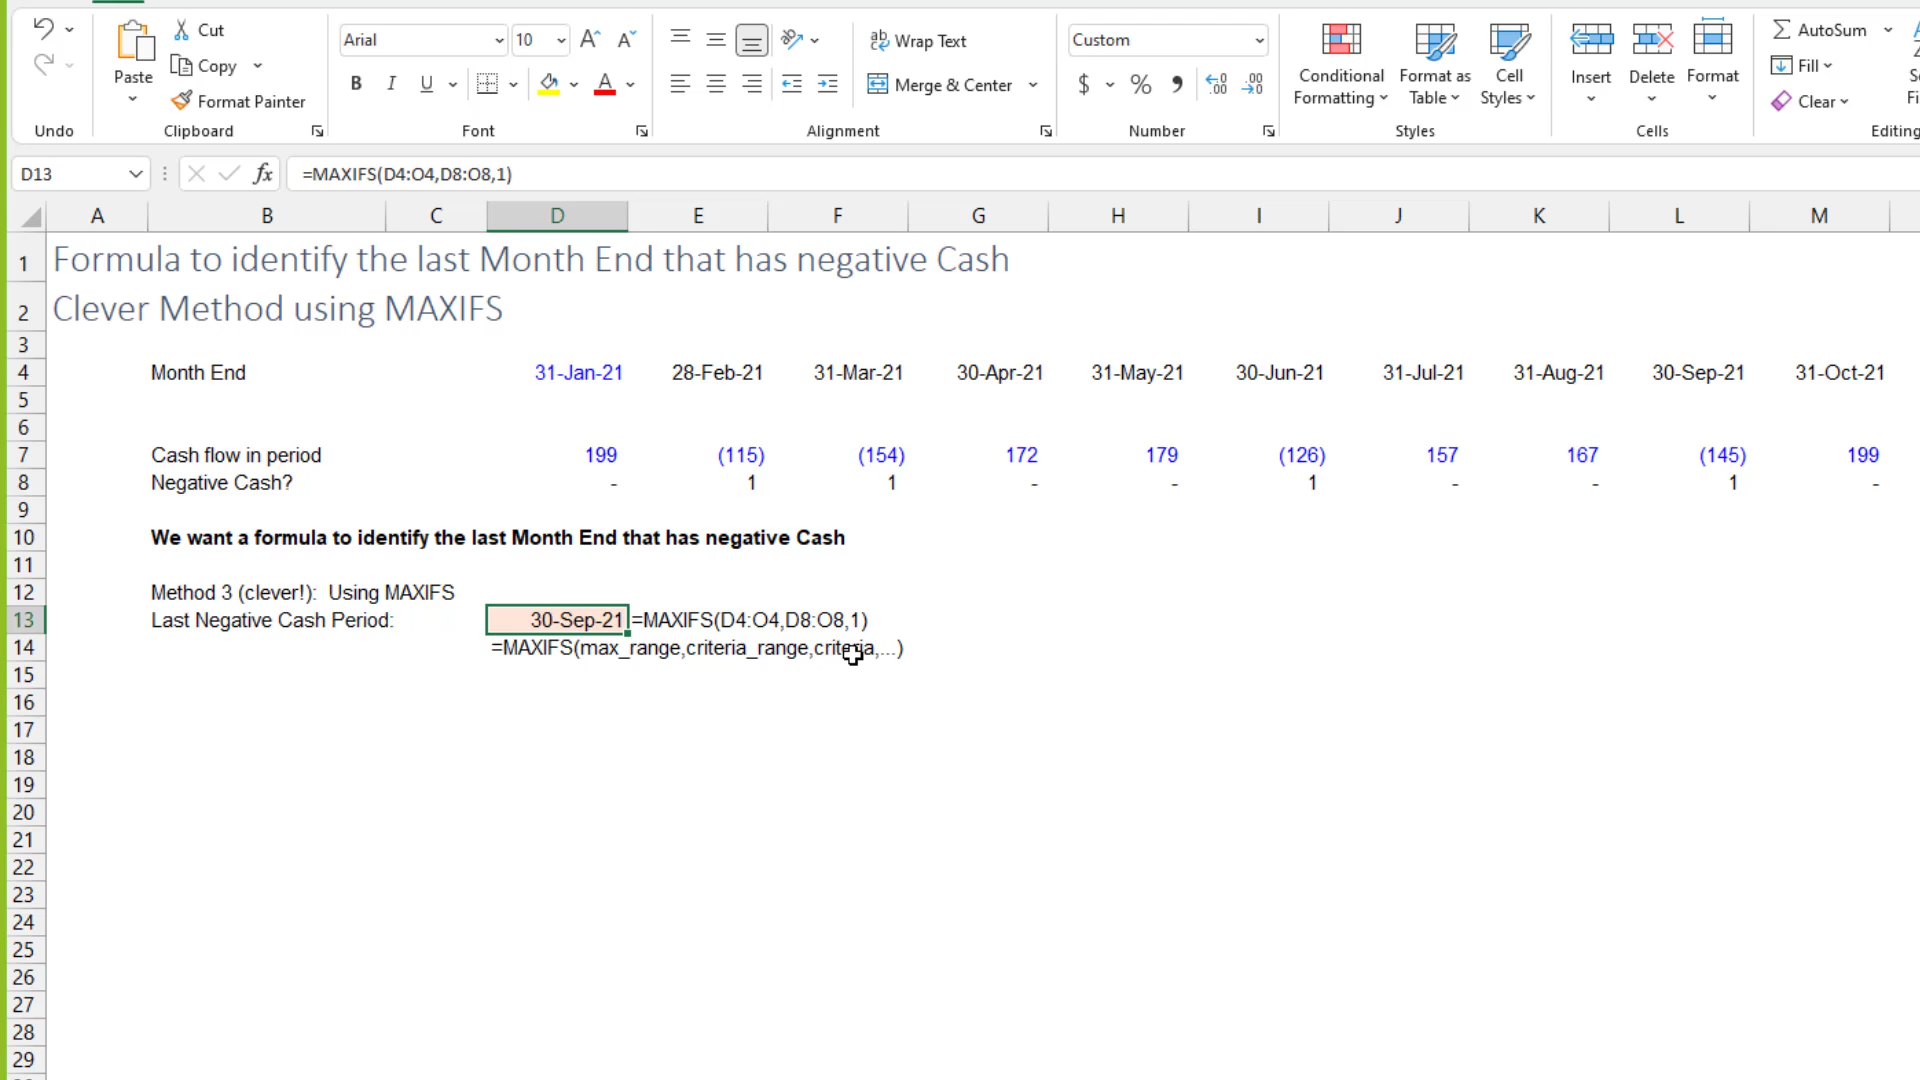 Cut
Paste
Copy
Format Painter
Undo
Clipboard
Arial
10
B I U
A
Font
Wrap Text
Merge & Center
Alignment
Custom
$ % 9
Number
Conditional Formatting
Format as Table
Cell Styles
Styles
Insert
Delete
Format
Cells
AutoSum
Fill
Clear
Editing
D13
fx
=MAXIFS(D4:O4,D8:O8,1)
A B C D E F G H I J K L M
1 Formula to identify the last Month End that has negative Cash
2 Clever Method using MAXIFS
3
4 Month End 31-Jan-21 28-Feb-21 31-Mar-21 30-Apr-21 31-May-21 30-Jun-21 31-Jul-21 31-Aug-21 30-Sep-21 31-Oct-21
5
6
7 Cash flow in period 199 (115) (154) 172 179 (126) 157 167 (145) 199
8 Negative Cash? - 1 1 - - 1 - - 1 -
9
10 We want a formula to identify the last Month End that has negative Cash
11
12 Method 3 (clever!): Using MAXIFS
13 Last Negative Cash Period: 30-Sep-21 =MAXIFS(D4:O4,D8:O8,1)
14 =MAXIFS(max_range,criteria_range,criteria,...)
15
16
17
18
19
20
21
22
23
24
25
26
27
28
29